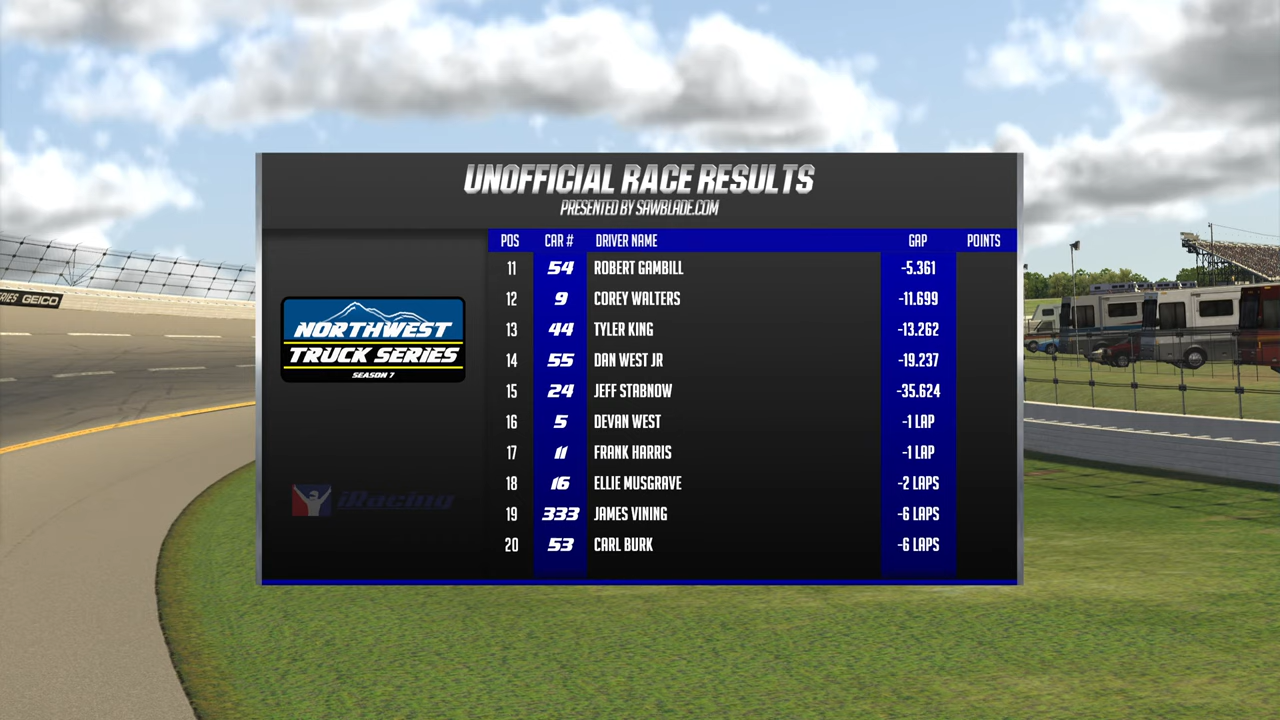 UNOFFICIAL RACE RESULTS
PRESENTED BY SAWBLADE.COM
POS CAR # DRIVER NAME GAP POINTS
11 54 ROBERT GAMBILL -5.361
12 9 COREY WALTERS -11.699
13 44 TYLER KING -13.262
14 55 DAN WEST JR -19.237
15 24 JEFF STABNOW -35.624
16 5 DEVAN WEST -1 LAP
17 11 FRANK HARRIS -1 LAP
18 16 ELLIE MUSGRAVE -2 LAPS
19 333 JAMES VINING -6 LAPS
20 53 CARL BURK -6 LAPS
NORTHWEST
TRUCK SERIES
SEASON 7
iRacing
RIES GEICO